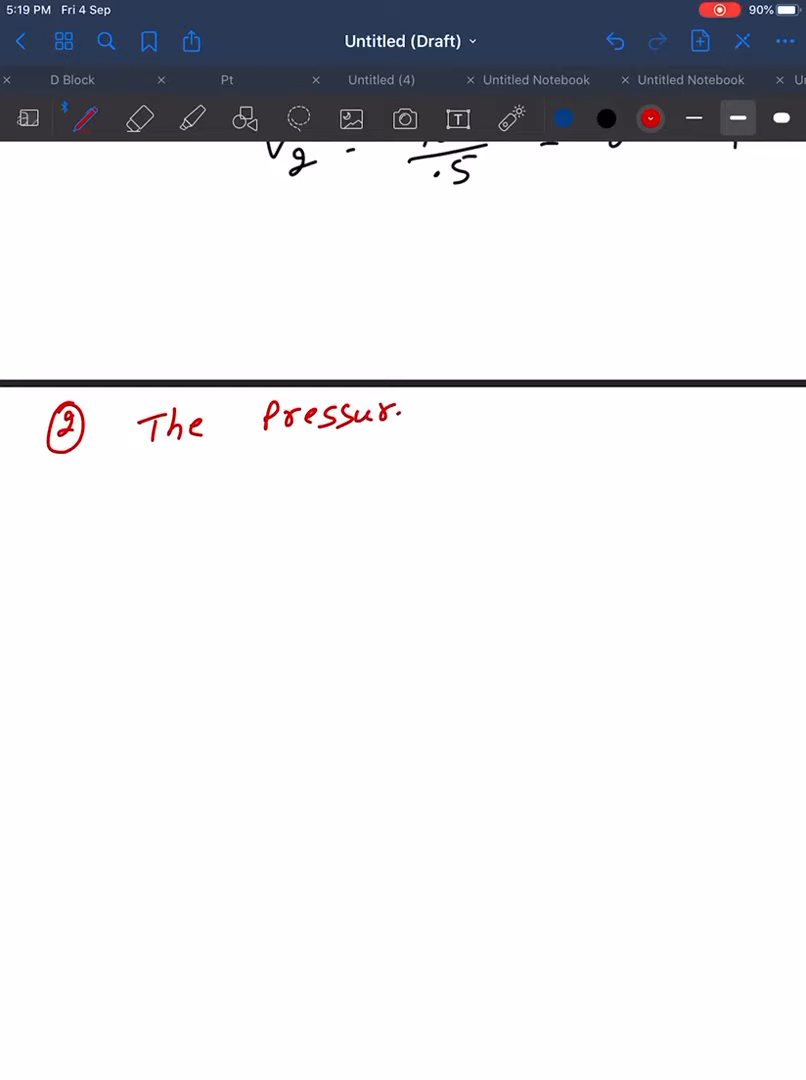 5:19 PM Fri 4 Sep 90%
Untitled (Draft)
D Block Pt Untitled (4) Untitled Notebook Untitled Notebook
T
V2
.5
② The Pressur.